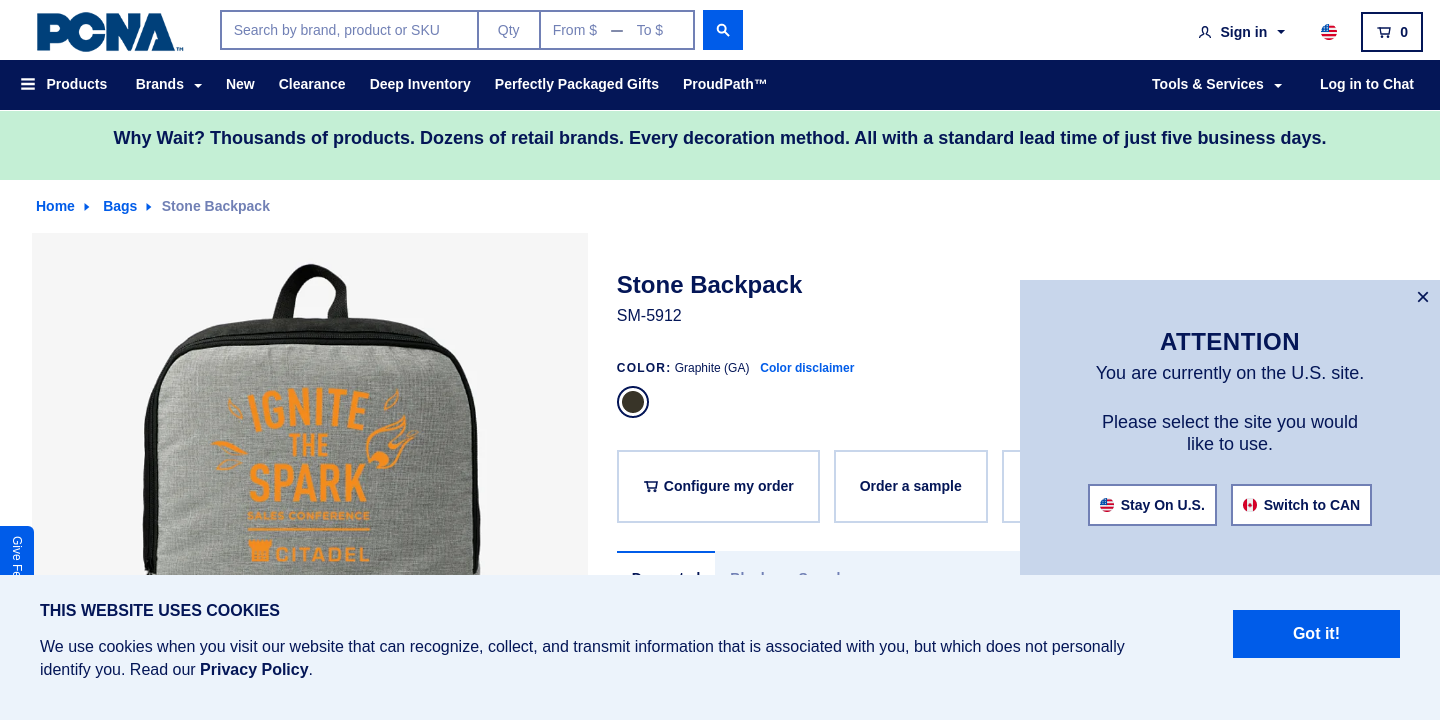 PCNA™
Search by brand, product or SKU
Qty
From $ — To $
Sign in
0
Products
Brands
New
Clearance
Deep Inventory
Perfectly Packaged Gifts
ProudPath™
Tools & Services
Log in to Chat
Why Wait? Thousands of products. Dozens of retail brands. Every decoration method. All with a standard lead time of just five business days.
Home
Bags
Stone Backpack
IGNITE
THE
SPARK
SALES CONFERENCE
CITADEL
Stone Backpack
SM-5912
COLOR: Graphite (GA) Color disclaimer
Configure my order
Order a sample
×
ATTENTION
You are currently on the U.S. site.
Please select the site you would
like to use.
Stay On U.S.
Switch to CAN
THIS WEBSITE USES COOKIES
We use cookies when you visit our website that can recognize, collect, and transmit information that is associated with you, but which does not personally
identify you. Read our Privacy Policy.
Got it!